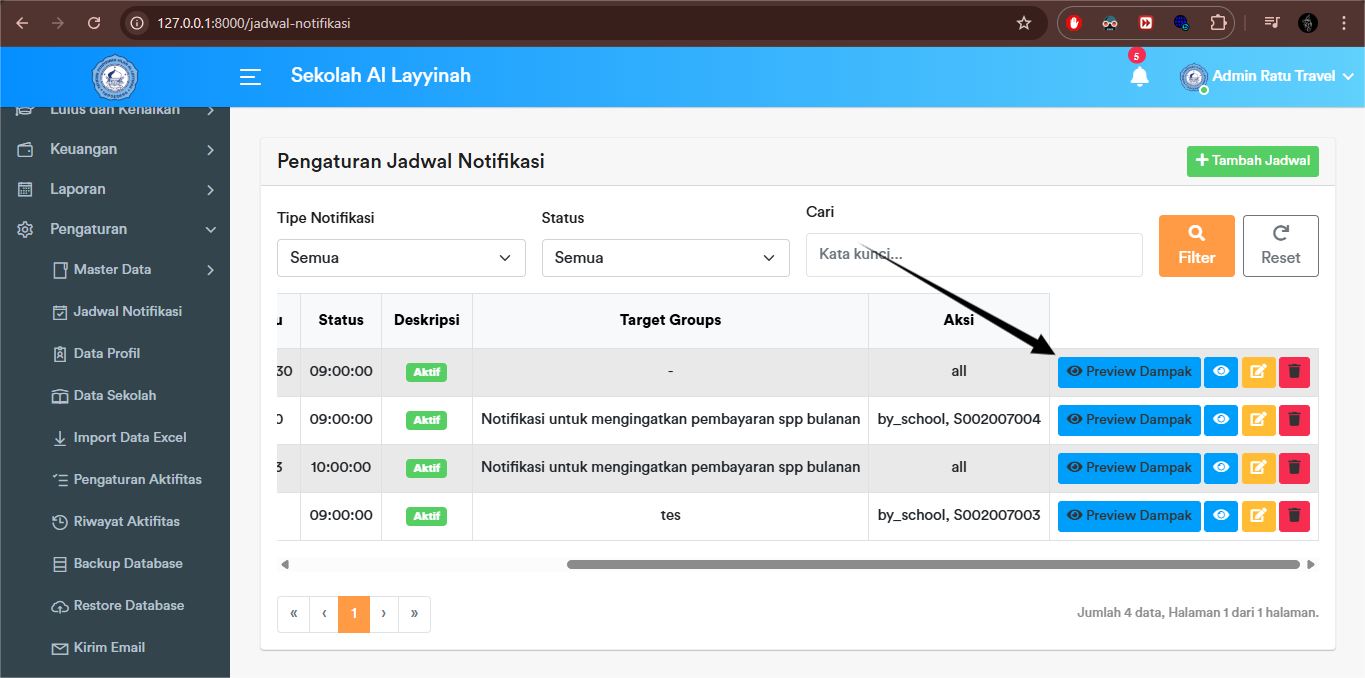 127.0.0.1:8000/jadwal-notifikasi
Sekolah Al Layyinah
5
Admin Ratu Travel
Lulus dan Kenaikan
Keuangan
Laporan
Pengaturan
Master Data
Jadwal Notifikasi
Data Profil
Data Sekolah
Import Data Excel
Pengaturan Aktifitas
Riwayat Aktifitas
Backup Database
Restore Database
Kirim Email
Pengaturan Jadwal Notifikasi
Tambah Jadwal
Tipe Notifikasi Status Cari
Semua Semua Kata kunci... Filter Reset
u Status Deskripsi Target Groups Aksi
30 09:00:00 Aktif - all Preview Dampak
0 09:00:00 Aktif Notifikasi untuk mengingatkan pembayaran spp bulanan by_school, S002007004 Preview Dampak
3 10:00:00 Aktif Notifikasi untuk mengingatkan pembayaran spp bulanan all Preview Dampak
09:00:00 Aktif tes by_school, S002007003 Preview Dampak
« ‹ 1 › »
Jumlah 4 data, Halaman 1 dari 1 halaman.